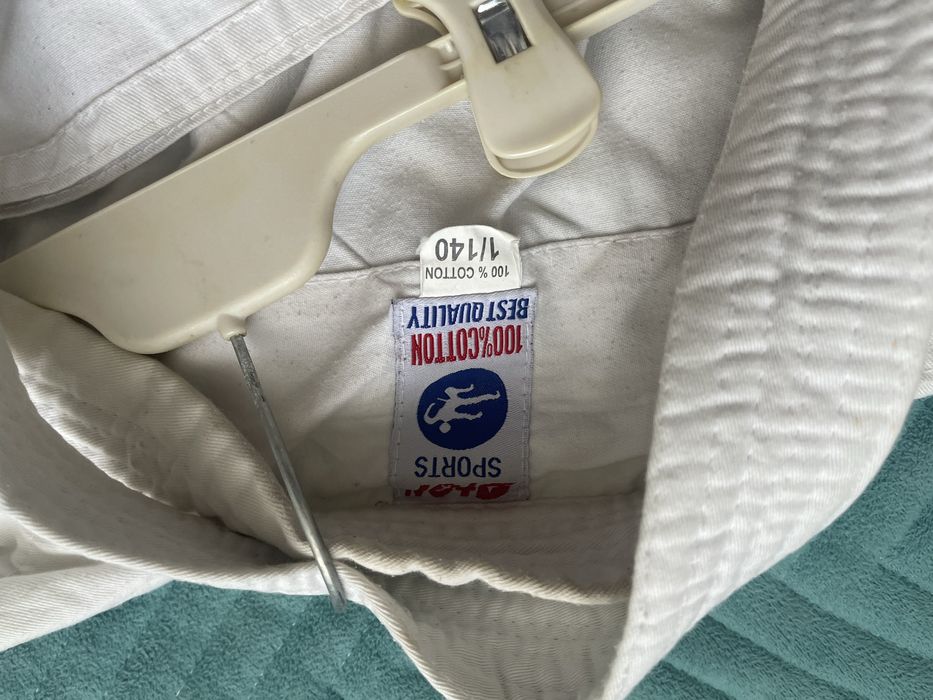 SPORTS
100%COTTON
BEST QUALITY
100 % COTTON
1/140